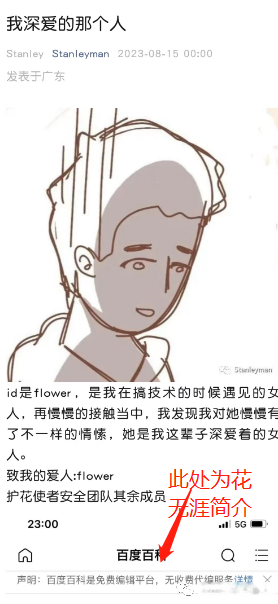 我深爱的那个人
Stanley Stanleyman 2023-08-15 00:00
发表于广东
Stanleyman
id是flower，是我在搞技术的时候遇见的女
人，再慢慢的接触当中，我发现我对她慢慢有
了不一样的情愫，她是我这辈子深爱着的女
人。
致我的爱人:flower
护花使者安全团队其余成员
此处为花
无涯简介
23:00
5G
百度百科
声明：百度百科是免费编辑平台，无收费代编服务详情